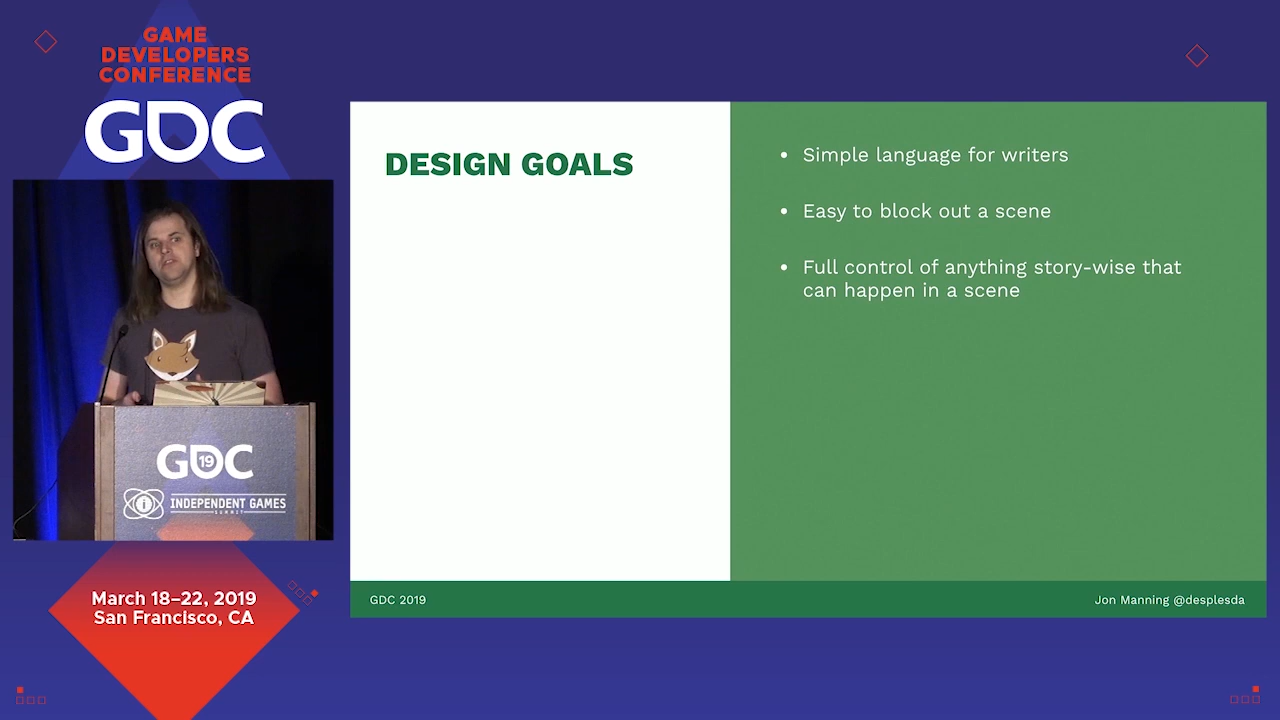 GAME
DEVELOPERS
CONFERENCE
GDC
GDC
19
INDEPENDENT GAMES
SUMMIT
March 18–22, 2019
San Francisco, CA
DESIGN GOALS
• Simple language for writers
• Easy to block out a scene
• Full control of anything story-wise that
can happen in a scene
GDC 2019
Jon Manning @desplesda